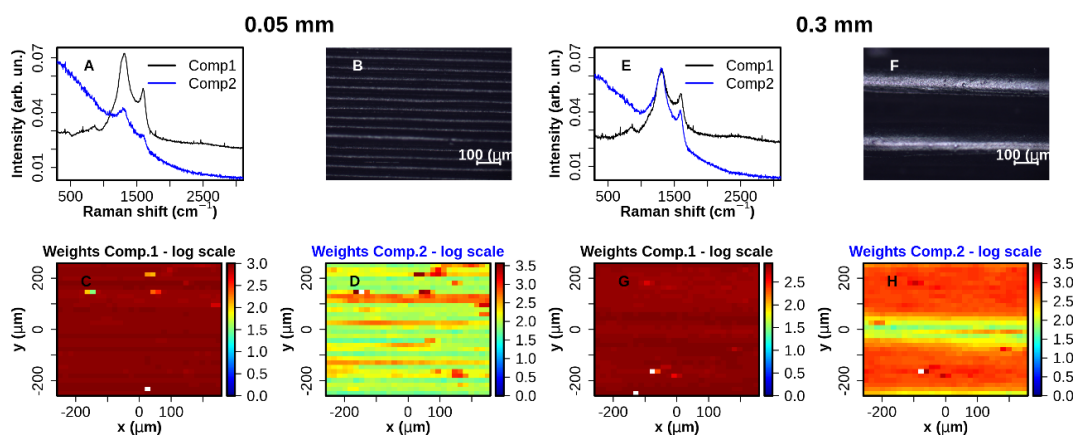 0.05 mm
0.3 mm
A
Comp1
Comp2
Intensity (arb. un.)
0.01 0.04 0.07
500 1500 2500
Raman shift (cm−1)
B
100 (μm
E
Comp1
Comp2
Intensity (arb. un.)
0.01 0.04 0.07
500 1500 2500
Raman shift (cm−1)
F
100 (μm
Weights Comp.1 - log scale
C
y (μm)
-200 0 200
-200 0 100
x (μm)
3.0
2.5
2.0
1.5
1.0
0.5
0.0
Weights Comp.2 - log scale
D
y (μm)
-200 0 200
-200 0 100
x (μm)
3.5
3.0
2.5
2.0
1.5
1.0
0.5
0.0
Weights Comp.1 - log scale
G
y (μm)
-200 0 200
-200 0 100
x (μm)
2.5
2.0
1.5
1.0
0.5
0.0
Weights Comp.2 - log scale
H
y (μm)
-200 0 200
-200 0 100
x (μm)
3.5
3.0
2.5
2.0
1.5
1.0
0.5
0.0